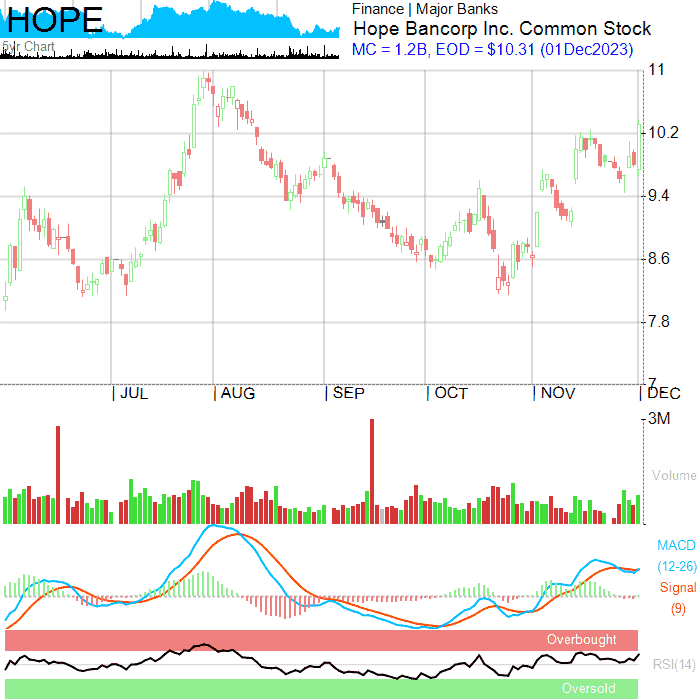 HOPE
5yr Chart
Finance | Major Banks
Hope Bancorp Inc. Common Stock
MC = 1.2B, EOD = $10.31 (01Dec2023)
11
10.2
9.4
8.6
7.8
7
| JUL | AUG | SEP | OCT | NOV | DEC
3M
Volume
MACD
(12-26)
Signal
(9)
Overbought
RSI(14)
Oversold